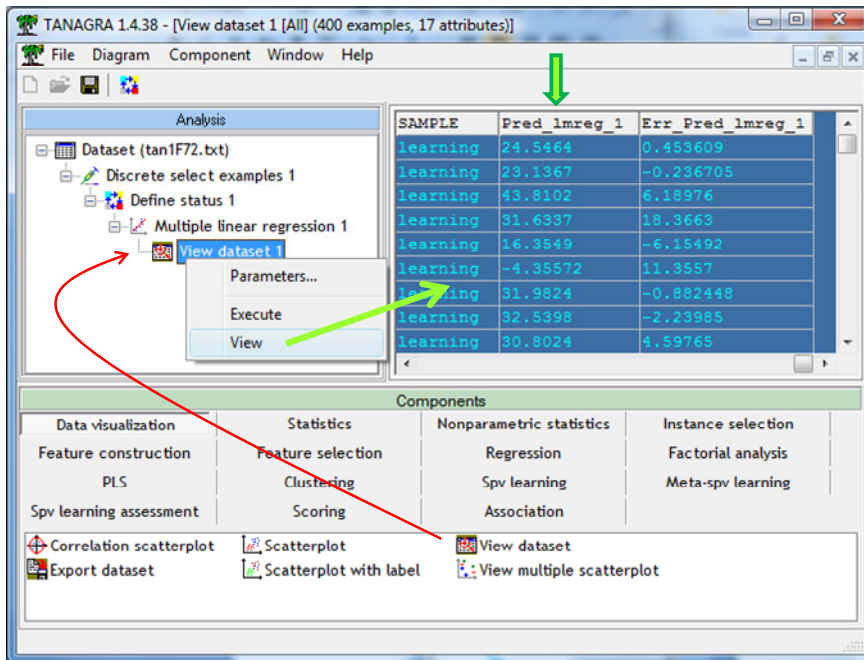 TANAGRA 1.4.38 - [View dataset 1 [All] (400 examples, 17 attributes)]
File Diagram Component Window Help
Analysis
Dataset (tan1F72.txt)
Discrete select examples 1
Define status 1
Multiple linear regression 1
View dataset 1
Parameters...
Execute
View
SAMPLE Pred_lmreg_1 Err_Pred_lmreg_1
learning 24.5464 0.453609
learning 23.1367 -0.236705
learning 43.8102 6.18976
learning 31.6337 18.3663
learning 16.3549 -6.15492
learning -4.35572 11.3557
learning 31.9824 -0.882448
learning 32.5398 -2.23985
learning 30.8024 4.59765
Components
Data visualization Statistics Nonparametric statistics Instance selection
Feature construction Feature selection Regression Factorial analysis
PLS Clustering Spv learning Meta-spv learning
Spv learning assessment Scoring Association
Correlation scatterplot Scatterplot View dataset
Export dataset Scatterplot with label View multiple scatterplot